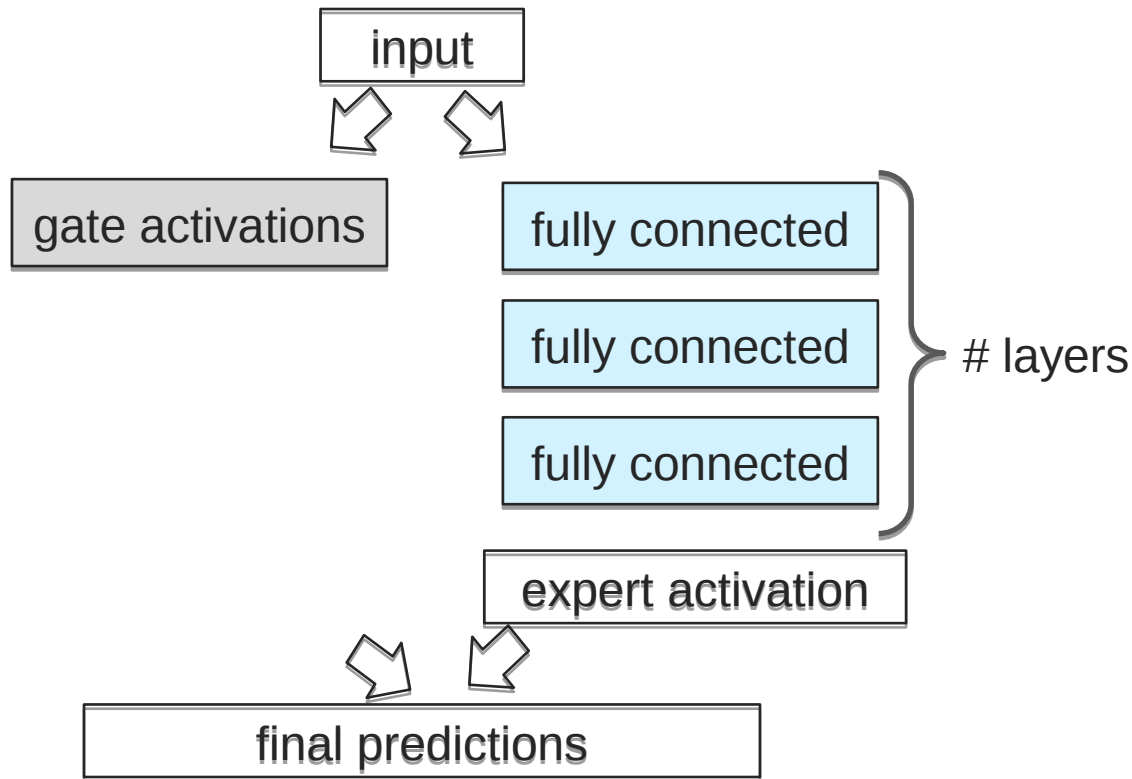 input
gate activations
fully connected
fully connected
# layers
fully connected
expert activation
final predictions